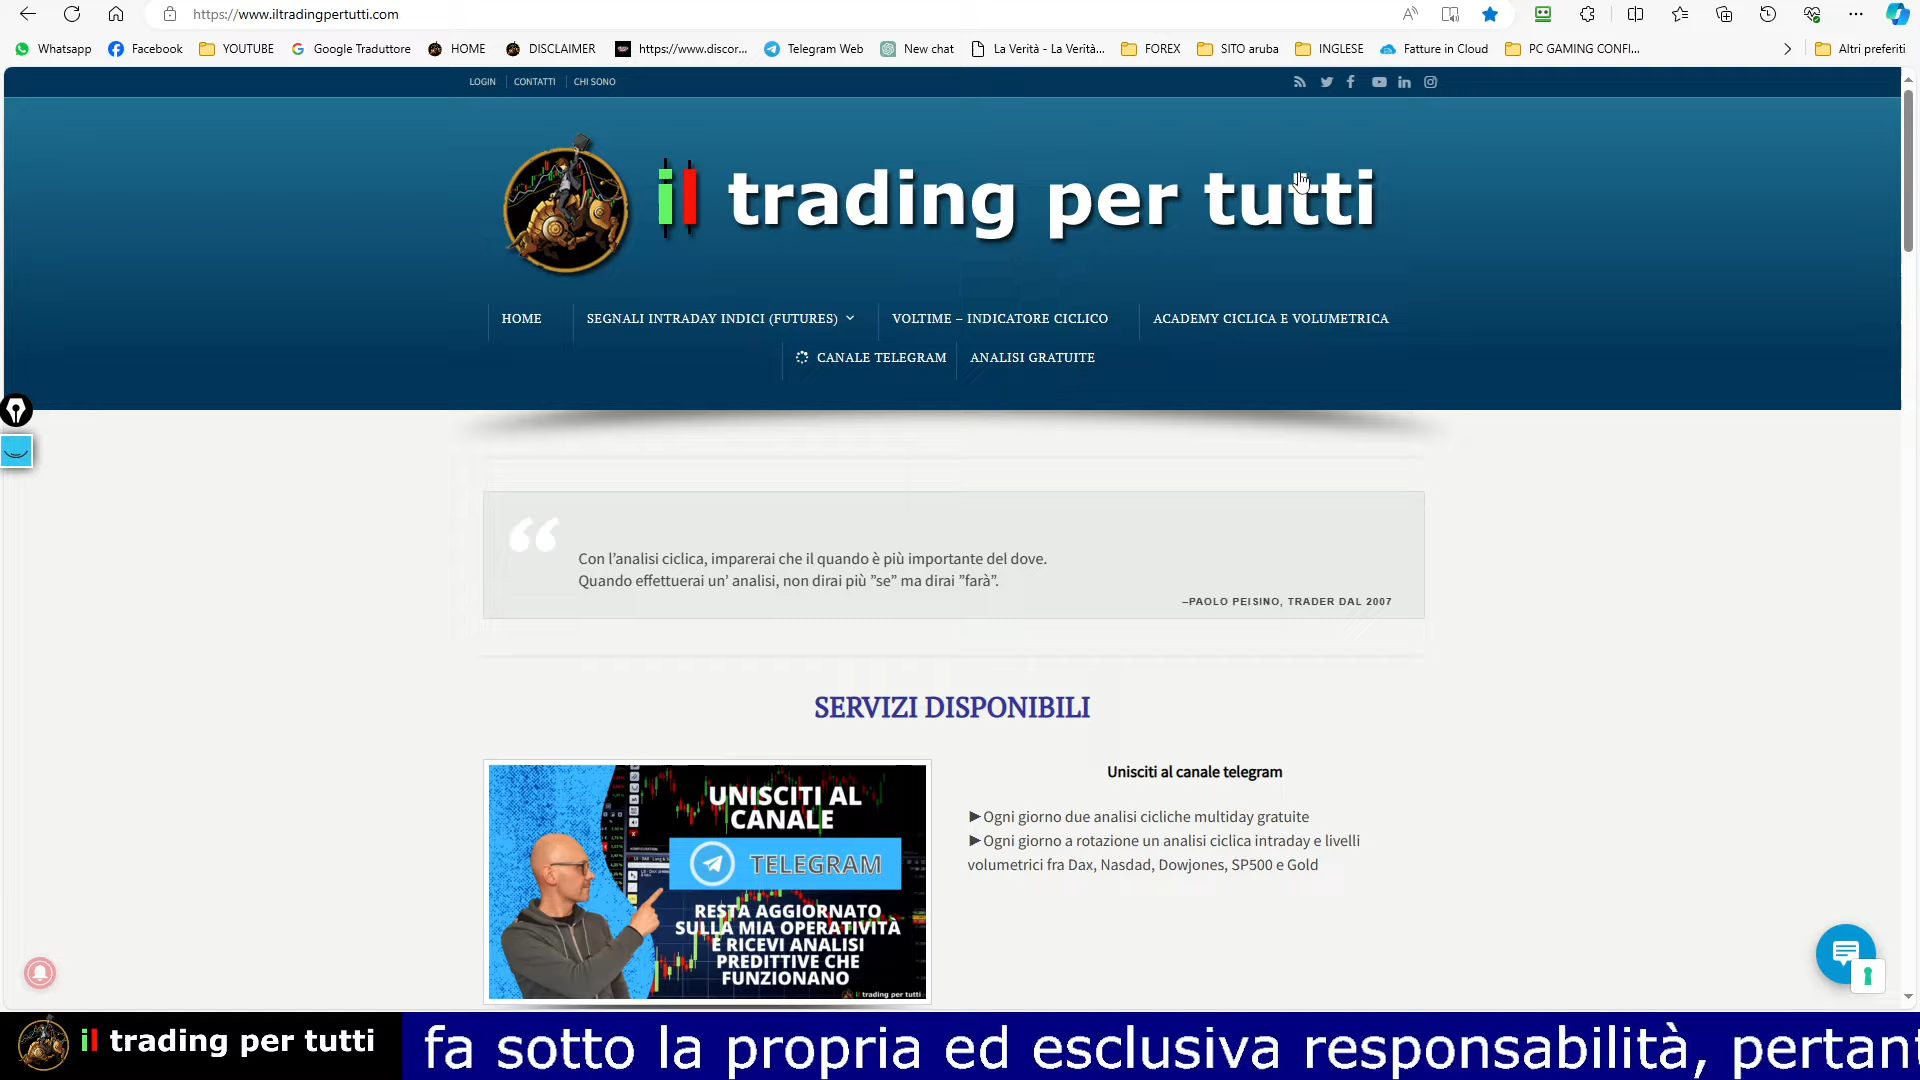 https://www.iltradingpertutti.com
Whatsapp Facebook YOUTUBE Google Traduttore HOME DISCLAIMER https://www.discor... Telegram Web New chat La Verità - La Verità... FOREX SITO aruba INGLESE Fatture in Cloud PC GAMING CONFI... Altri preferiti
LOGIN CONTATTI CHI SONO
il trading per tutti
HOME SEGNALI INTRADAY INDICI (FUTURES) VOLTIME – INDICATORE CICLICO ACADEMY CICLICA E VOLUMETRICA
CANALE TELEGRAM ANALISI GRATUITE
“
Con l’analisi ciclica, imparerai che il quando è più importante del dove.
Quando effettuerai un’ analisi, non dirai più ”se” ma dirai ”farà”.
–PAOLO PEISINO, TRADER DAL 2007
SERVIZI DISPONIBILI
UNISCITI AL
CANALE
TELEGRAM
RESTA AGGIORNATO
SULLA MIA OPERATIVITÀ
E RICEVI ANALISI
PREDITTIVE CHE
FUNZIONANO
il trading per tutti
Unisciti al canale telegram
►Ogni giorno due analisi cicliche multiday gratuite
►Ogni giorno a rotazione un analisi ciclica intraday e livelli
volumetrici fra Dax, Nasdad, Dowjones, SP500 e Gold
il trading per tutti
fa sotto la propria ed esclusiva responsabilità, pertant